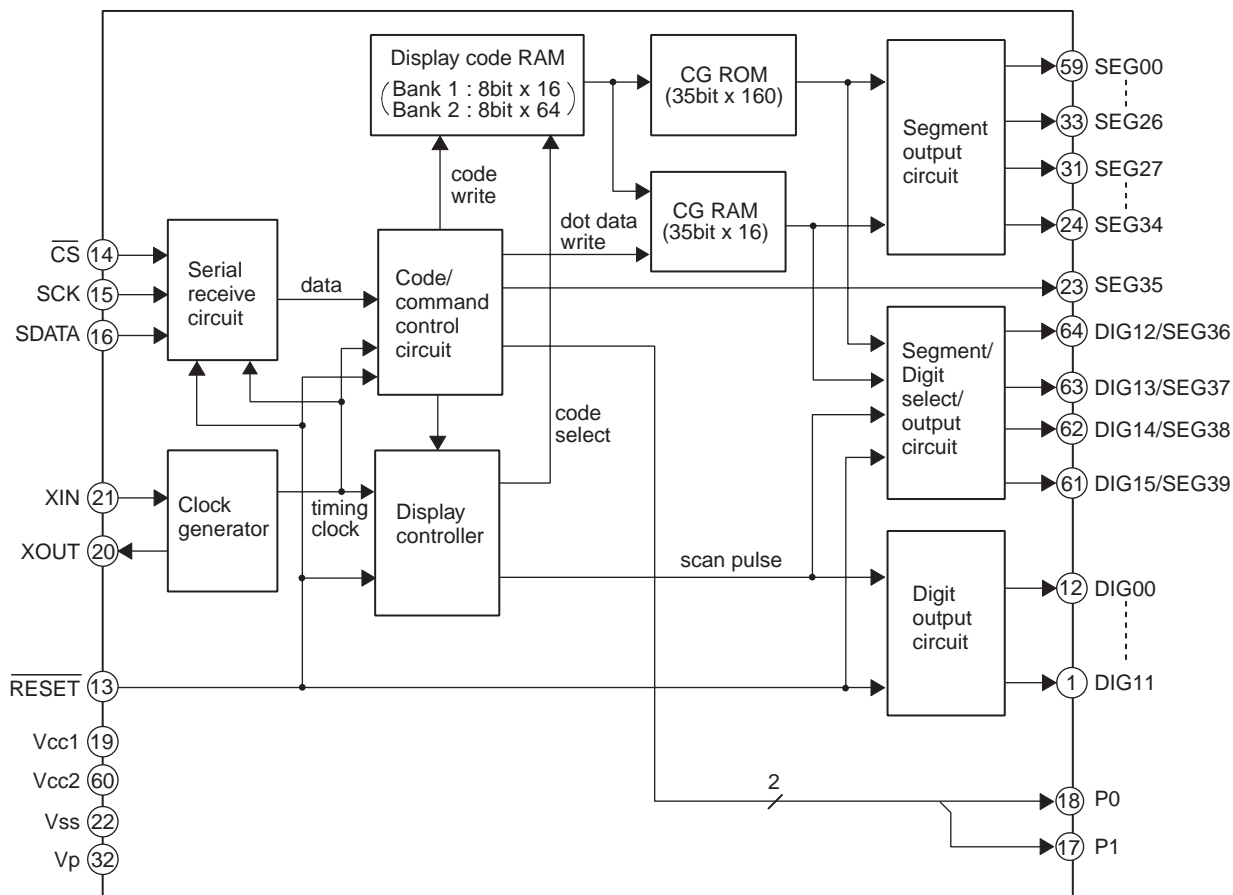 Display code RAM
(Bank 1 : 8bit x 16
Bank 2 : 8bit x 64)
CG ROM
(35bit x 160)
CG RAM
(35bit x 16)
Segment
output
circuit
59 SEG00
33 SEG26
31 SEG27
24 SEG34
code
write
dot data
write
CS 14
SCK 15
SDATA 16
Serial
receive
circuit
data
Code/
command
control
circuit
23 SEG35
Segment/
Digit
select/
output
circuit
64 DIG12/SEG36
63 DIG13/SEG37
62 DIG14/SEG38
61 DIG15/SEG39
code
select
XIN 21
XOUT 20
Clock
generator
timing
clock
Display
controller
scan pulse
Digit
output
circuit
12 DIG00
1 DIG11
RESET 13
Vcc1 19
Vcc2 60
Vss 22
Vp 32
2
18 P0
17 P1